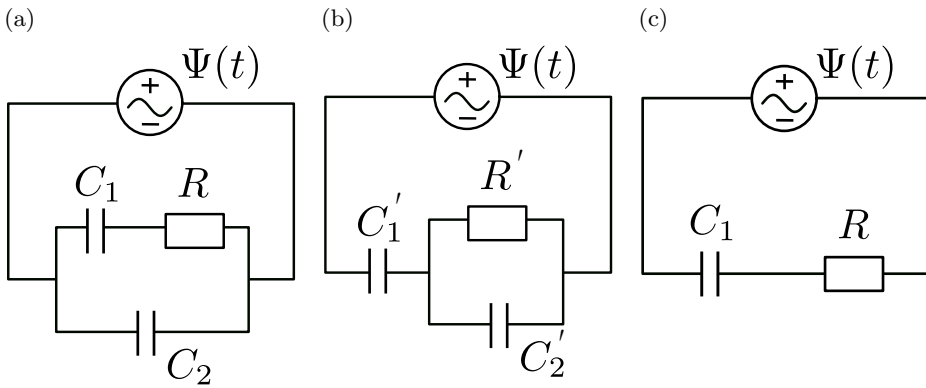 (a)
Ψ(t)
C₁
R
C₂
(b)
Ψ(t)
C₁′
R′
C₂′
(c)
Ψ(t)
C₁
R